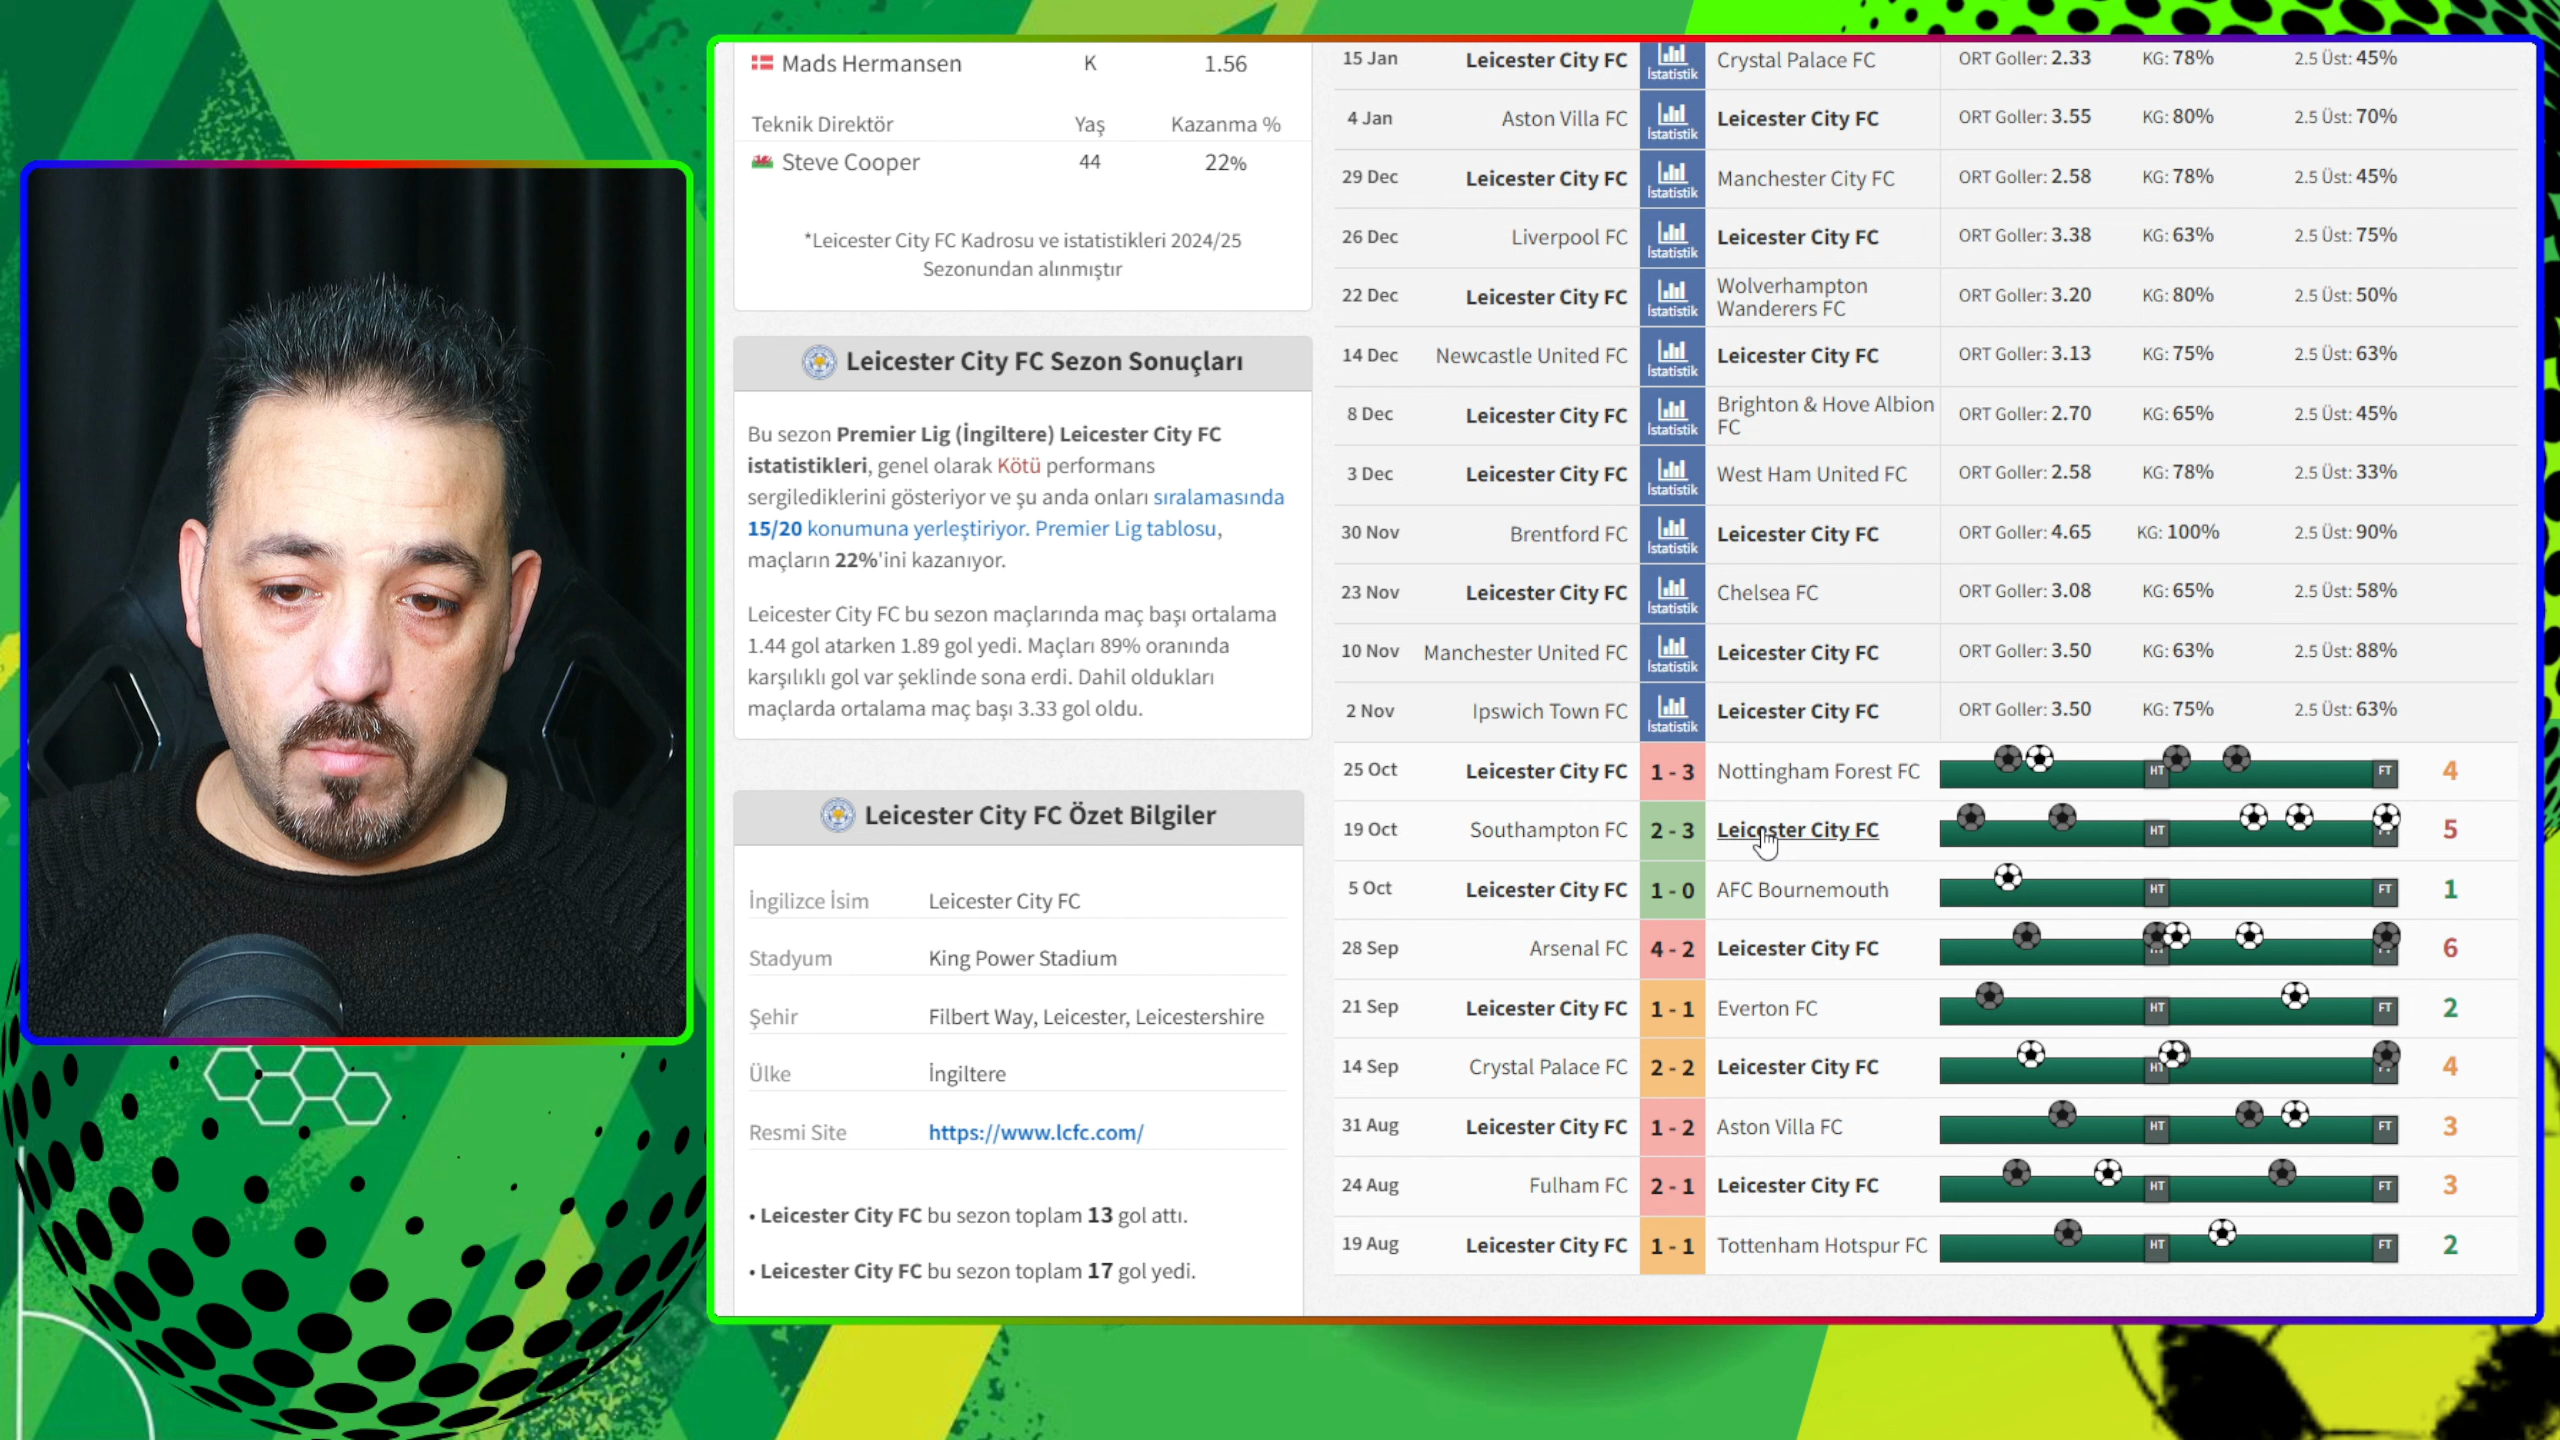 Mads Hermansen K 1.56
Teknik Direktör Yaş Kazanma %
Steve Cooper 44 22%
*Leicester City FC Kadrosu ve istatistikleri 2024/25
Sezonundan alınmıştır
Leicester City FC Sezon Sonuçları
Bu sezon Premier Lig (İngiltere) Leicester City FC
istatistikleri, genel olarak Kötü performans
sergilediklerini gösteriyor ve şu anda onları sıralamasında
15/20 konumuna yerleştiriyor. Premier Lig tablosu,
maçların 22%'ini kazanıyor.
Leicester City FC bu sezon maçlarında maç başı ortalama
1.44 gol atarken 1.89 gol yedi. Maçları 89% oranında
karşılıklı gol var şeklinde sona erdi. Dahil oldukları
maçlarda ortalama maç başı 3.33 gol oldu.
Leicester City FC Özet Bilgiler
İngilizce İsim Leicester City FC
Stadyum King Power Stadium
Şehir Filbert Way, Leicester, Leicestershire
Ülke İngiltere
Resmi Site https://www.lcfc.com/
• Leicester City FC bu sezon toplam 13 gol attı.
• Leicester City FC bu sezon toplam 17 gol yedi.
15 Jan Leicester City FC İstatistik Crystal Palace FC ORT Goller: 2.33 KG: 78% 2.5 Üst: 45%
4 Jan Aston Villa FC İstatistik Leicester City FC ORT Goller: 3.55 KG: 80% 2.5 Üst: 70%
29 Dec Leicester City FC İstatistik Manchester City FC ORT Goller: 2.58 KG: 78% 2.5 Üst: 45%
26 Dec Liverpool FC İstatistik Leicester City FC ORT Goller: 3.38 KG: 63% 2.5 Üst: 75%
22 Dec Leicester City FC İstatistik Wolverhampton Wanderers FC ORT Goller: 3.20 KG: 80% 2.5 Üst: 50%
14 Dec Newcastle United FC İstatistik Leicester City FC ORT Goller: 3.13 KG: 75% 2.5 Üst: 63%
8 Dec Leicester City FC İstatistik Brighton & Hove Albion FC ORT Goller: 2.70 KG: 65% 2.5 Üst: 45%
3 Dec Leicester City FC İstatistik West Ham United FC ORT Goller: 2.58 KG: 78% 2.5 Üst: 33%
30 Nov Brentford FC İstatistik Leicester City FC ORT Goller: 4.65 KG: 100% 2.5 Üst: 90%
23 Nov Leicester City FC İstatistik Chelsea FC ORT Goller: 3.08 KG: 65% 2.5 Üst: 58%
10 Nov Manchester United FC İstatistik Leicester City FC ORT Goller: 3.50 KG: 63% 2.5 Üst: 88%
2 Nov Ipswich Town FC İstatistik Leicester City FC ORT Goller: 3.50 KG: 75% 2.5 Üst: 63%
25 Oct Leicester City FC 1 - 3 Nottingham Forest FC HT FT 4
19 Oct Southampton FC 2 - 3 Leicester City FC HT 5
5 Oct Leicester City FC 1 - 0 AFC Bournemouth HT FT 1
28 Sep Arsenal FC 4 - 2 Leicester City FC 6
21 Sep Leicester City FC 1 - 1 Everton FC HT FT 2
14 Sep Crystal Palace FC 2 - 2 Leicester City FC HT 4
31 Aug Leicester City FC 1 - 2 Aston Villa FC HT FT 3
24 Aug Fulham FC 2 - 1 Leicester City FC HT FT 3
19 Aug Leicester City FC 1 - 1 Tottenham Hotspur FC HT FT 2